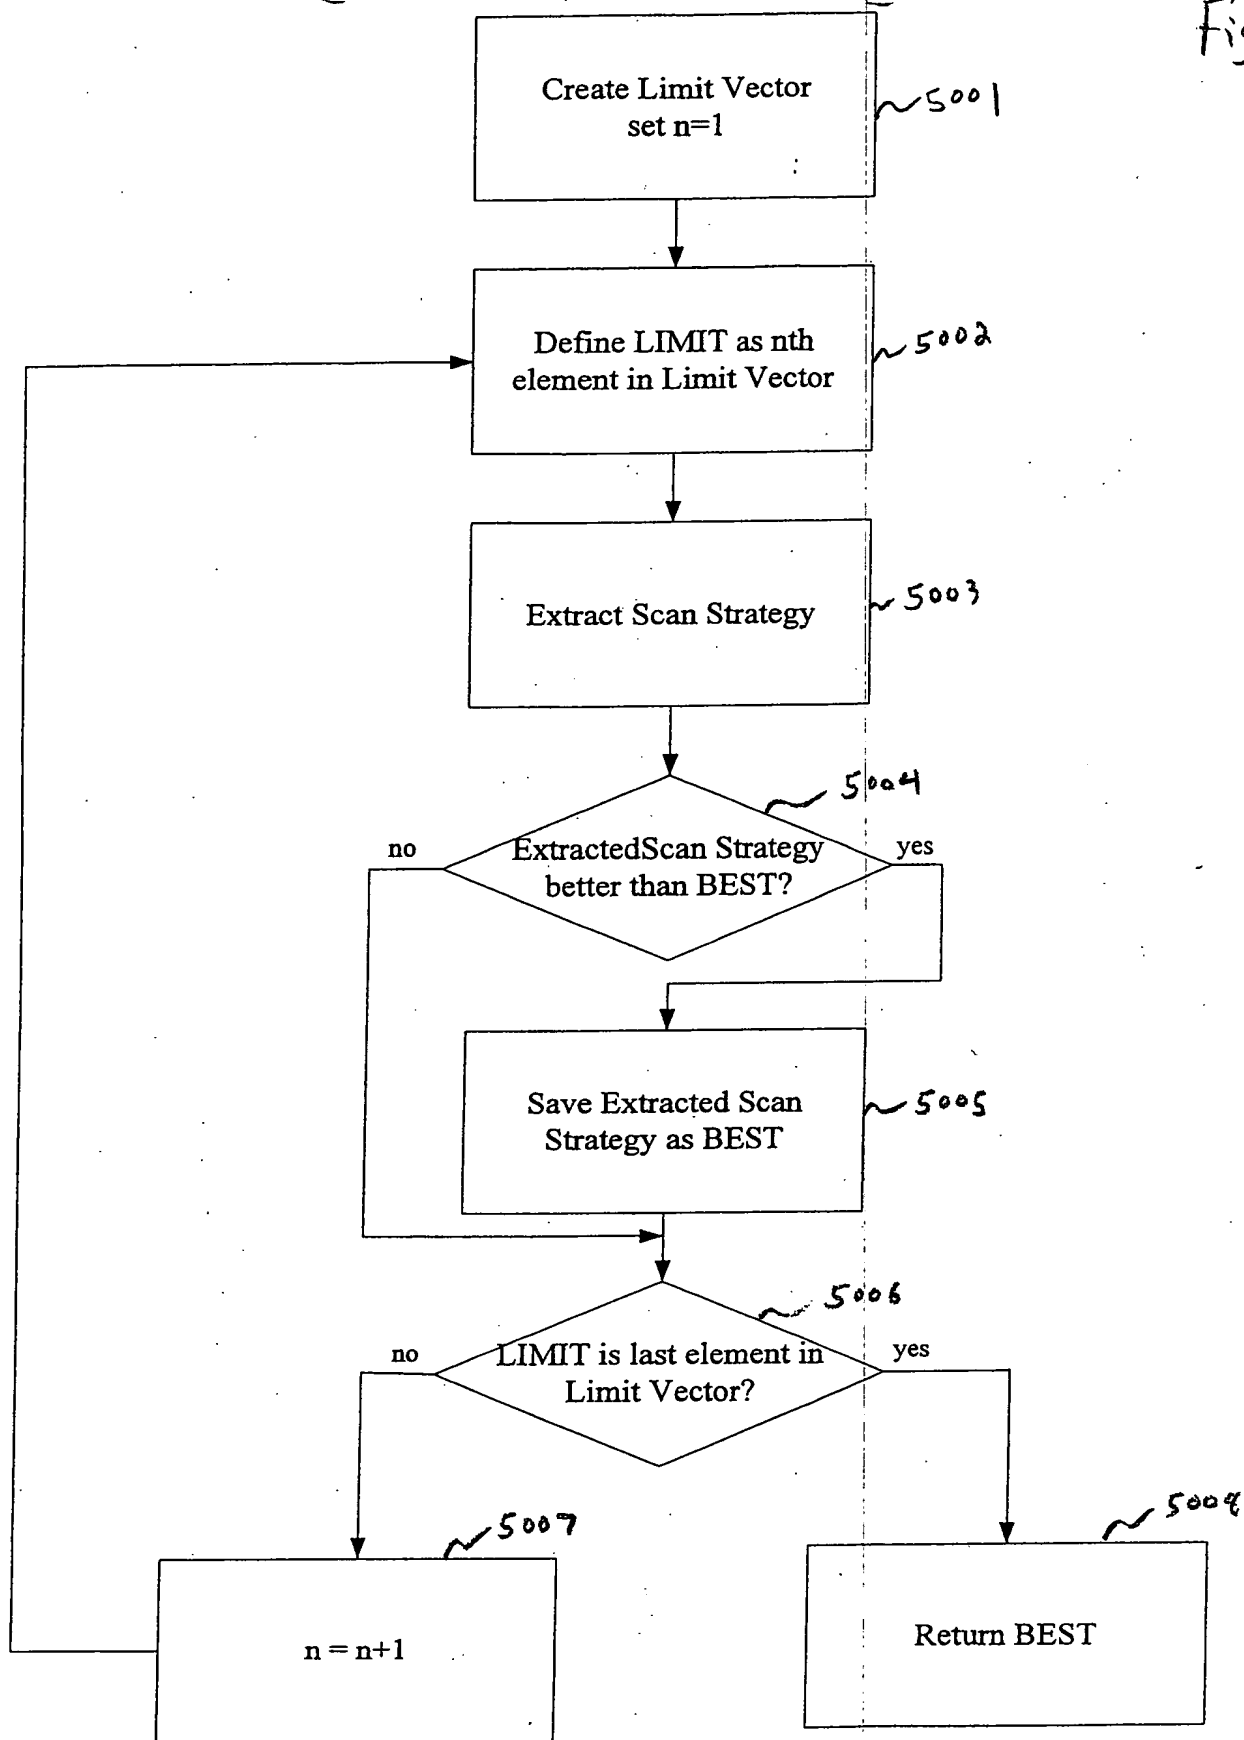 Create Limit Vector
set n=1
5001
Define LIMIT as nth
element in Limit Vector
5002
Extract Scan Strategy
5003
5004
no
ExtractedScan Strategy
better than BEST?
yes
Save Extracted Scan
Strategy as BEST
5005
5006
no
LIMIT is last element in
Limit Vector?
yes
5007
n = n+1
Return BEST